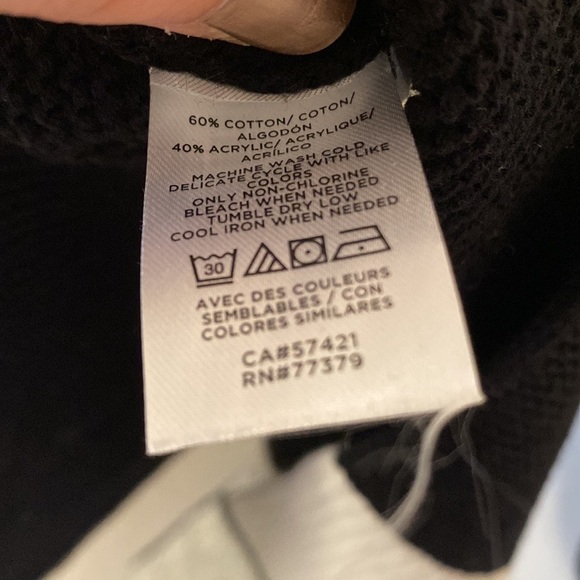 60% COTTON/ COTON/
ALGODÓN
40% ACRYLIC/ ACRYLIQUE/
ACRÍLICO
MACHINE WASH COLD
DELICATE CYCLE WITH LIKE
COLORS
ONLY NON-CHLORINE
BLEACH WHEN NEEDED
TUMBLE DRY LOW
COOL IRON WHEN NEEDED
30
AVEC DES COULEURS
SEMBLABLES / CON
COLORES SIMILARES
CA#57421
RN#77379